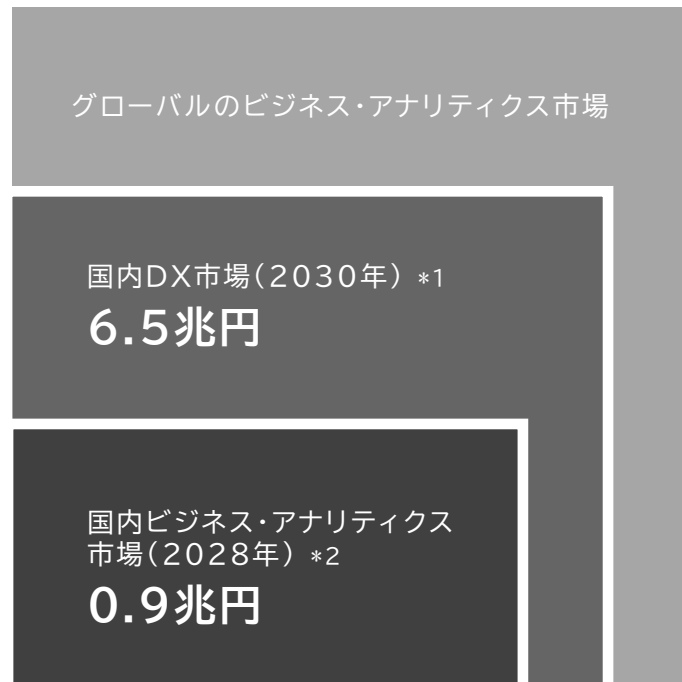 グローバルのビジネス・アナリティクス市場
国内DX市場（2030年）*1
6.5兆円
国内ビジネス・アナリティクス
市場（2028年）*2
0.9兆円